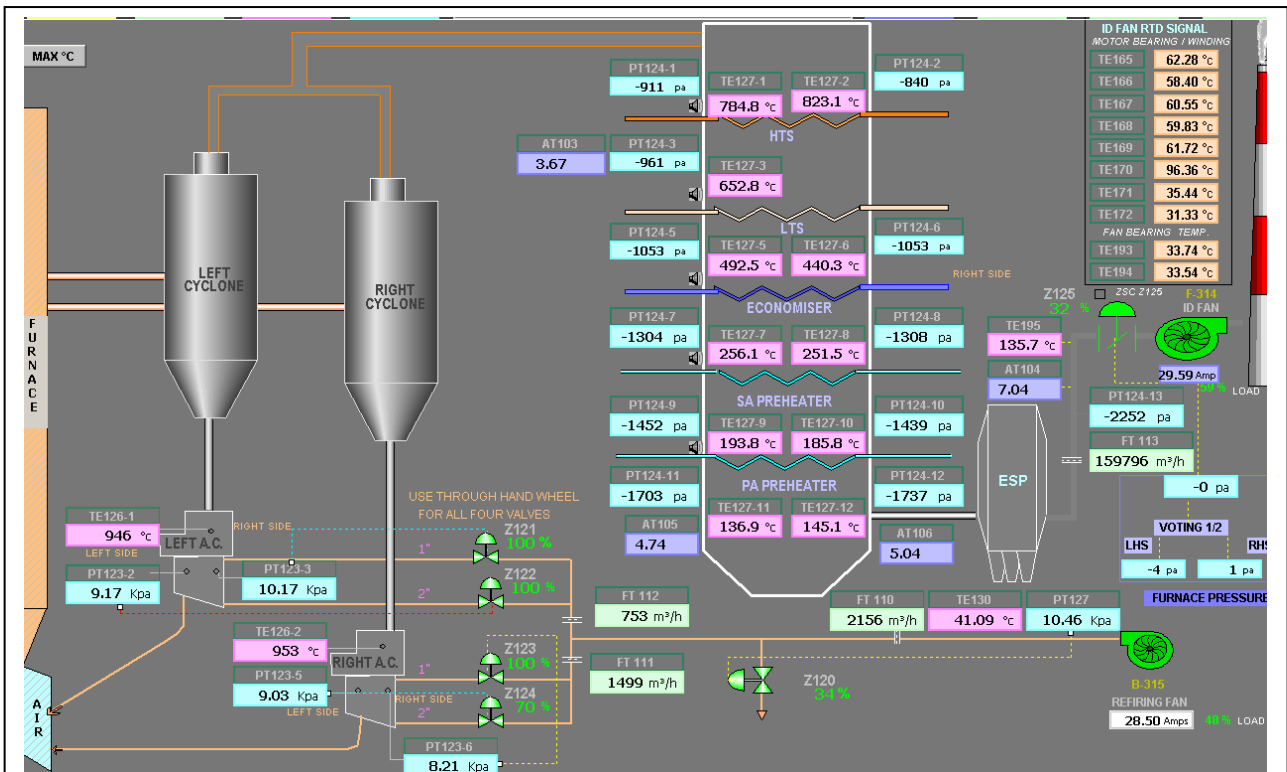 MAX °C
ID FAN RTD SIGNAL
MOTOR BEARING / WINDING
TE165 62.28 °c
TE166 58.40 °c
TE167 60.55 °c
TE168 59.83 °c
TE169 61.72 °c
TE170 96.36 °c
TE171 35.44 °c
TE172 31.33 °c
FAN BEARING TEMP.
TE193 33.74 °c
TE194 33.54 °c
PT124-1
-911 pa
TE127-1
784.8 °c
TE127-2
823.1 °c
PT124-2
-840 pa
HTS
AT103
3.67
PT124-3
-961 pa
TE127-3
652.8 °c
LTS
PT124-5
-1053 pa
TE127-5
492.5 °c
TE127-6
440.3 °c
PT124-6
-1053 pa
RIGHT SIDE
ECONOMISER
PT124-7
-1304 pa
TE127-7
256.1 °c
TE127-8
251.5 °c
PT124-8
-1308 pa
SA PREHEATER
PT124-9
-1452 pa
TE127-9
193.8 °c
TE127-10
185.8 °c
PT124-10
-1439 pa
PA PREHEATER
PT124-11
-1703 pa
TE127-11
136.9 °c
TE127-12
145.1 °c
PT124-12
-1737 pa
AT105
4.74
AT106
5.04
LEFT
CYCLONE
RIGHT
CYCLONE
FURNACE
AIR
Z125
32 %
ZSC Z125
F-314
ID FAN
TE195
135.7 °c
AT104
7.04
29.59 Amp
59 % LOAD
PT124-13
-2252 pa
FT 113
159796 m³/h
ESP
-0 pa
VOTING 1/2
LHS
RHS
-4 pa
1 pa
FURNACE PRESSURE
USE THROUGH HAND WHEEL
FOR ALL FOUR VALVES
TE126-1
946 °c
RIGHT SIDE
LEFT A.C.
LEFT SIDE
PT123-2
9.17 Kpa
PT123-3
10.17 Kpa
1"
Z121
100 %
2"
Z122
100 %
TE126-2
953 °c
RIGHT A.C.
PT123-5
9.03 Kpa
RIGHT SIDE
LEFT SIDE
1"
Z123
100 %
2"
Z124
70 %
PT123-6
8.21 Kpa
FT 112
753 m³/h
FT 111
1499 m³/h
FT 110
2156 m³/h
TE130
41.09 °c
PT127
10.46 Kpa
Z120
34%
B-315
REFIRING FAN
28.50 Amps
48 % LOAD